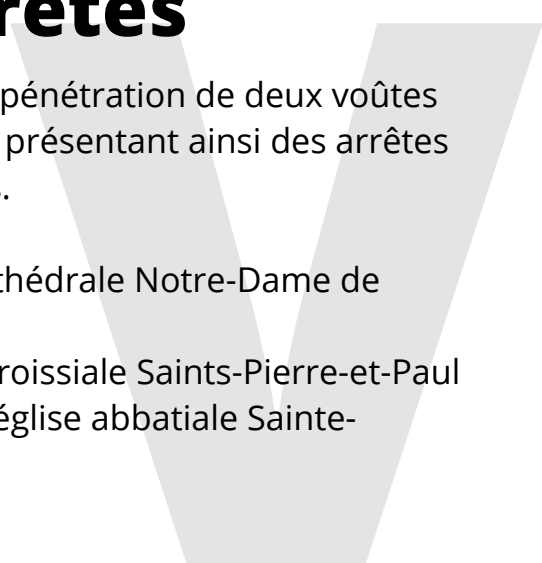 rêtes
pénétration de deux voûtes
présentant ainsi des arrêtes
.
thédrale Notre-Dame de
roissiale Saints-Pierre-et-Paul
église abbatiale Sainte-
V